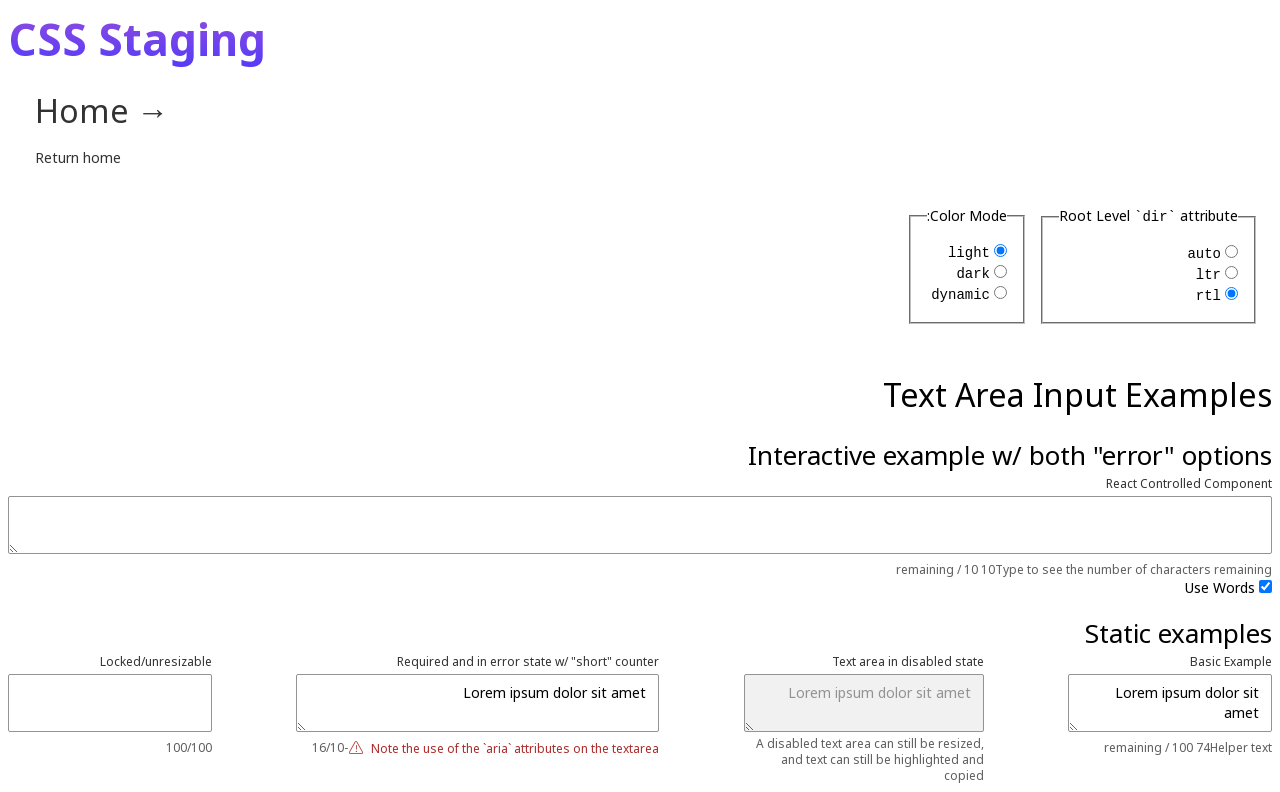 CSS Staging
Home →
Return home
Root Level `dir` attribute
auto
ltr
rtl
:Color Mode
light
dark
dynamic
Text Area Input Examples
Interactive example w/ both "error" options
React Controlled Component
remaining / 10 10Type to see the number of characters remaining
Use Words
Static examples
Basic Example
Lorem ipsum dolor sit
amet
remaining / 100 74Helper text
Text area in disabled state
Lorem ipsum dolor sit amet
A disabled text area can still be resized,
and text can still be highlighted and
copied
Required and in error state w/ "short" counter
Lorem ipsum dolor sit amet
16/10-
Note the use of the `aria` attributes on the textarea
Locked/unresizable
100/100